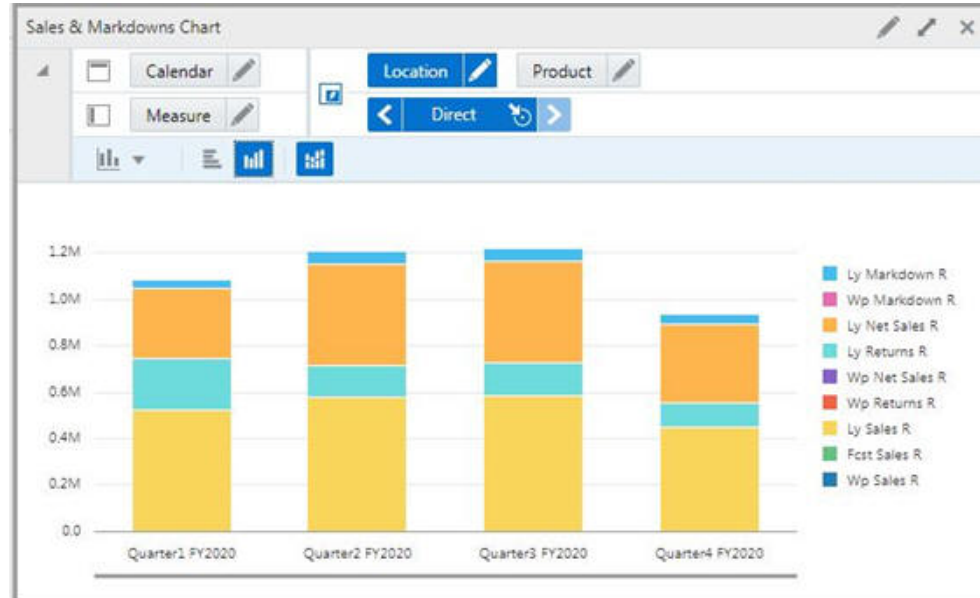 Sales & Markdowns Chart
Calendar
Location
Product
Measure
Direct
1.2M
1.0M
0.8M
0.6M
0.4M
0.2M
0.0
Quarter1 FY2020
Quarter2 FY2020
Quarter3 FY2020
Quarter4 FY2020
Ly Markdown R
Wp Markdown R
Ly Net Sales R
Ly Returns R
Wp Net Sales R
Wp Returns R
Ly Sales R
Fcst Sales R
Wp Sales R